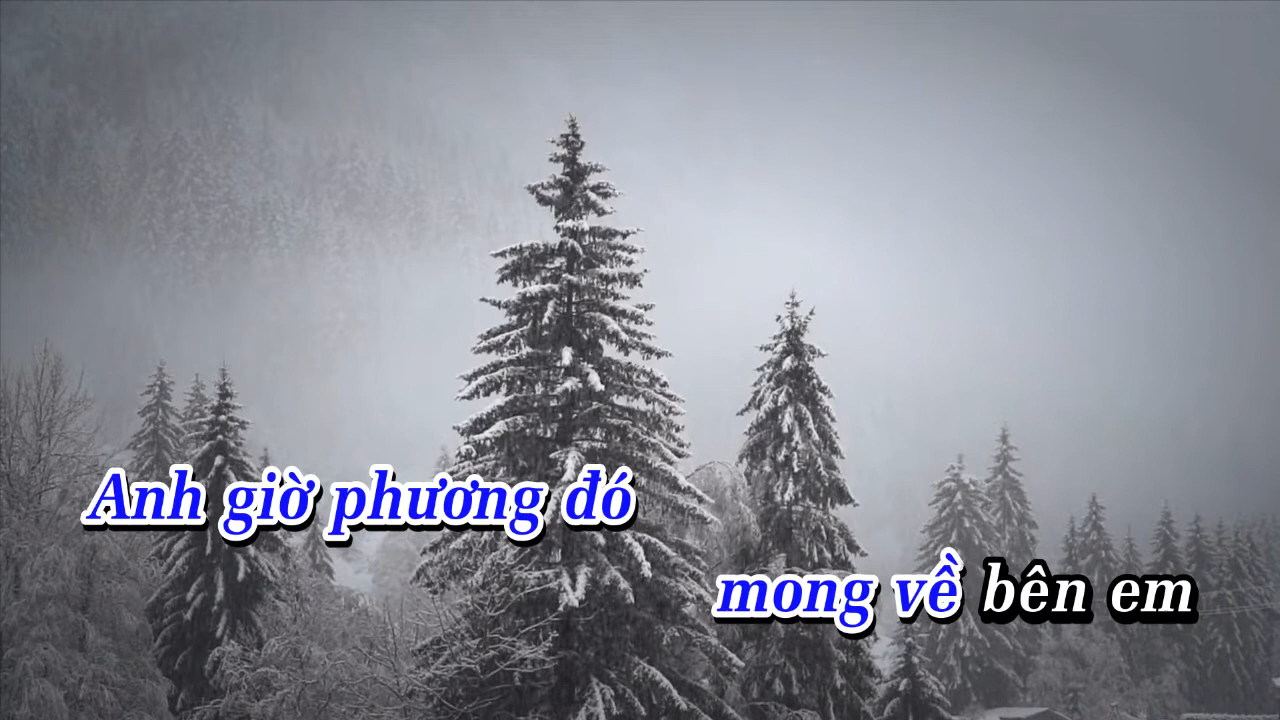 Anh giờ phương đó
mong về bên em